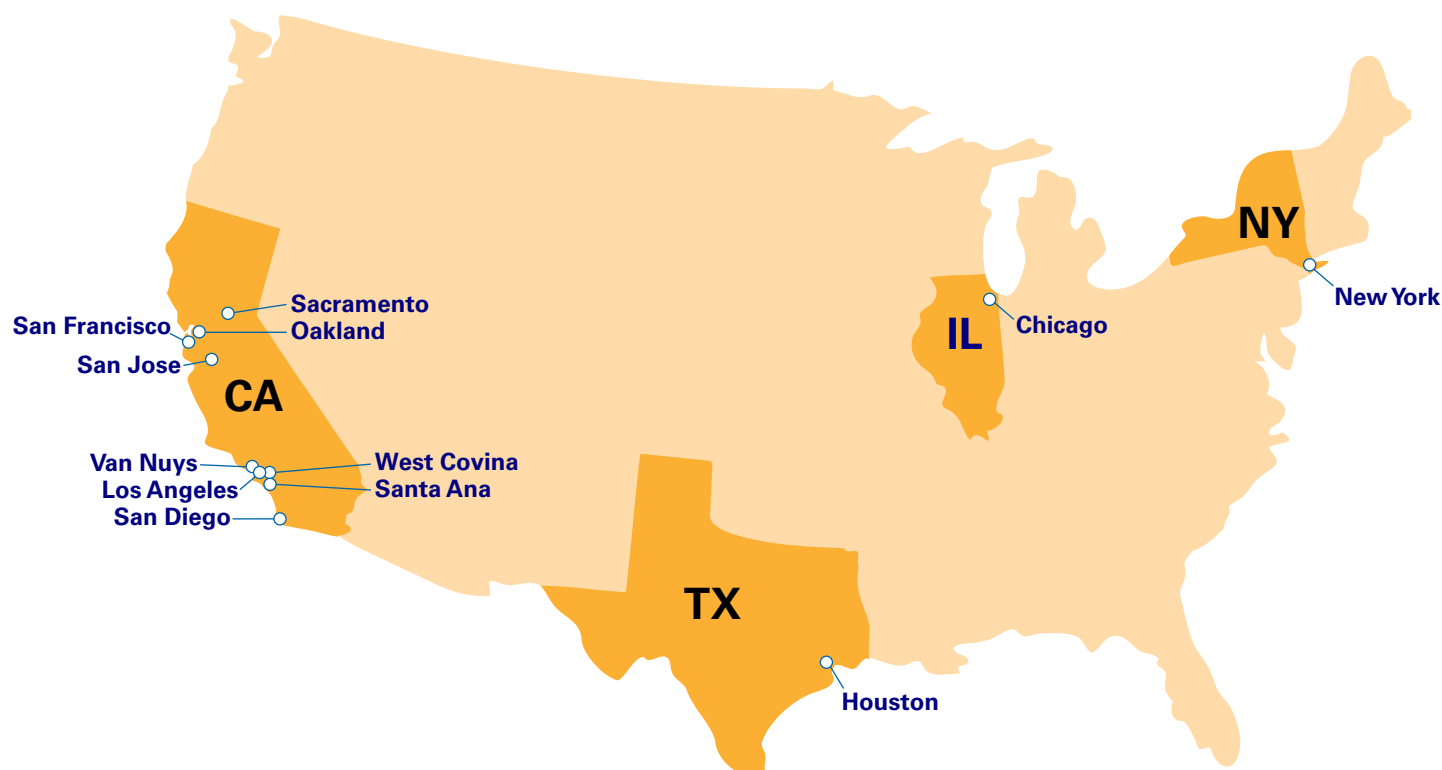 NY
New York
Sacramento
San Francisco
Oakland
Chicago
IL
San Jose
CA
Van Nuys
West Covina
Los Angeles
Santa Ana
San Diego
TX
Houston